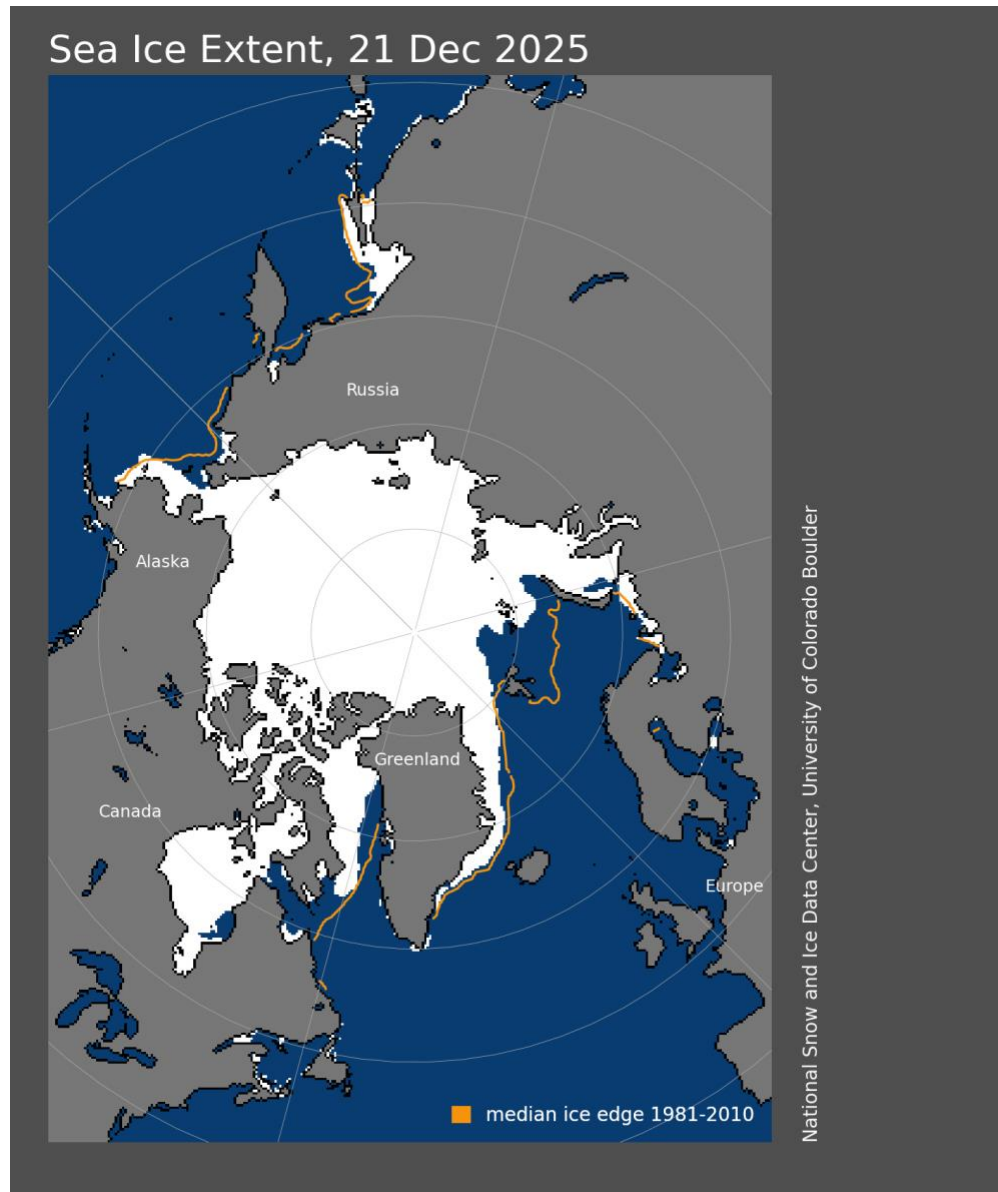 Sea Ice Extent, 21 Dec 2025
Russia
Alaska
Greenland
Canada
Europe
median ice edge 1981-2010
National Snow and Ice Data Center, University of Colorado Boulder